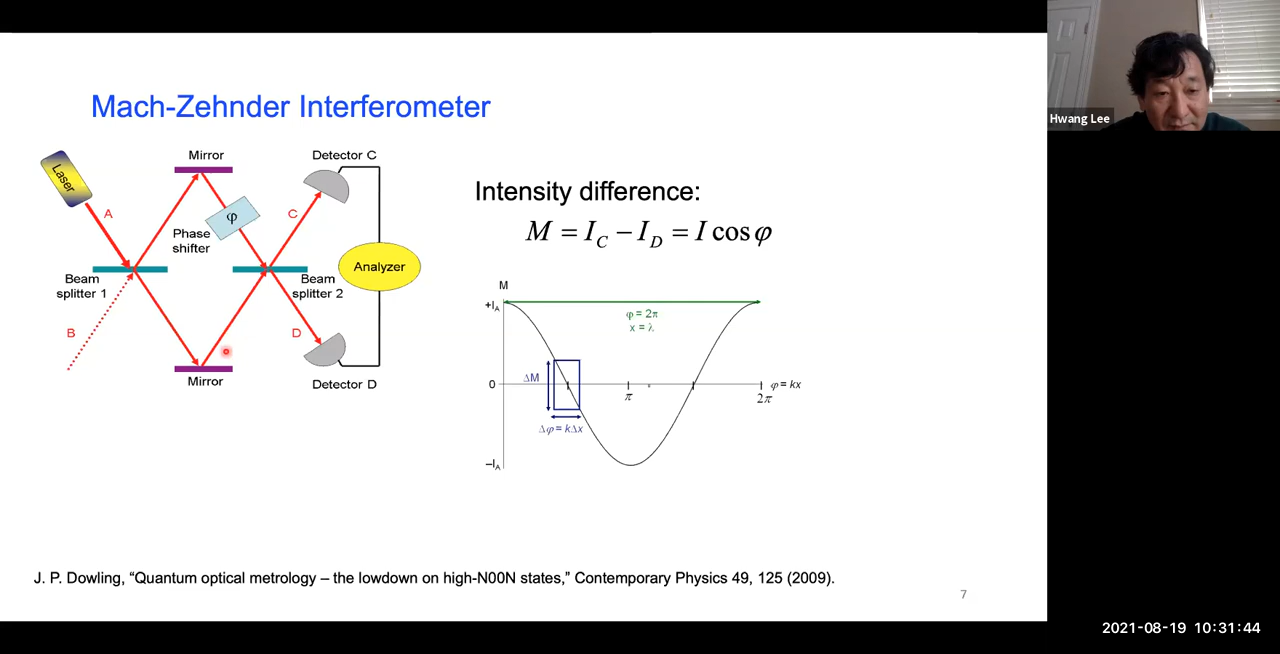 Mach-Zehnder Interferometer
Hwang Lee
Laser
Mirror
Detector C
A
φ
C
Phase
shifter
Beam
splitter 1
Beam
splitter 2
Analyzer
B
D
Mirror
Detector D
Intensity difference:
M = I_C − I_D = I cos φ
M
+I_A
φ = 2π
x = λ
0
ΔM
π
φ = kx
2π
Δφ = kΔx
−I_A
J. P. Dowling, “Quantum optical metrology – the lowdown on high-N00N states,” Contemporary Physics 49, 125 (2009).
7
2021-08-19 10:31:44